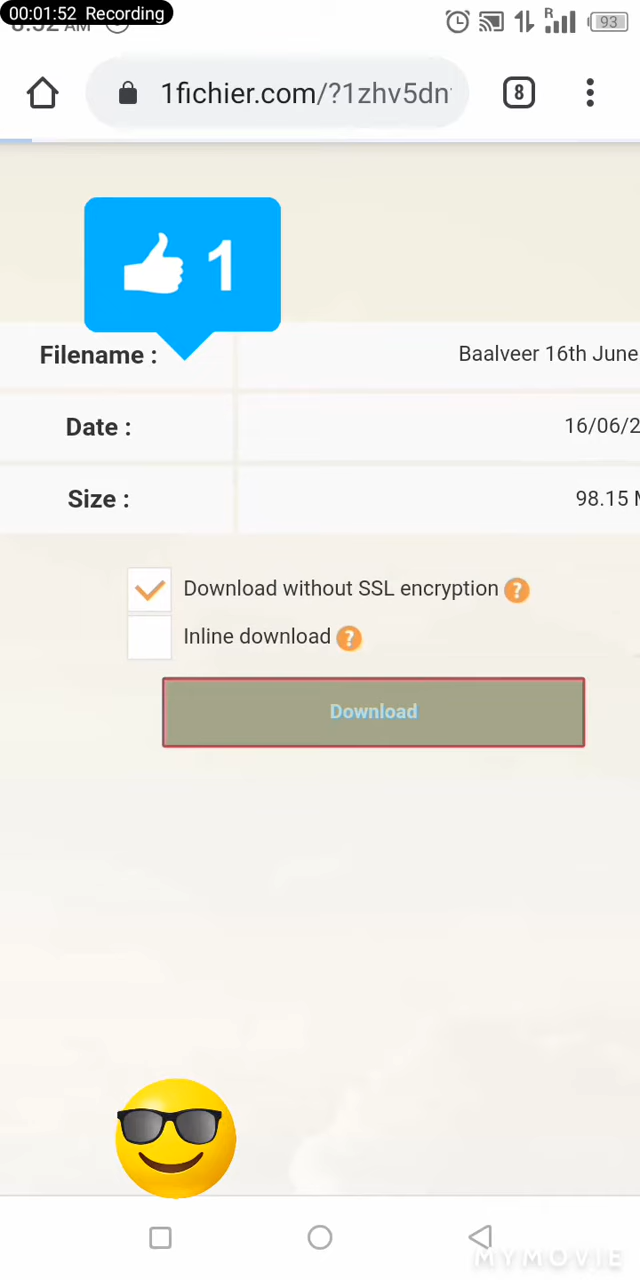 00:01:52 Recording
93
1fichier.com/?1zhv5dn
8
1
Filename :
Baalveer 16th June
Date :
16/06/2
Size :
98.15
Download without SSL encryption ?
Inline download ?
Download
MYMOVIE